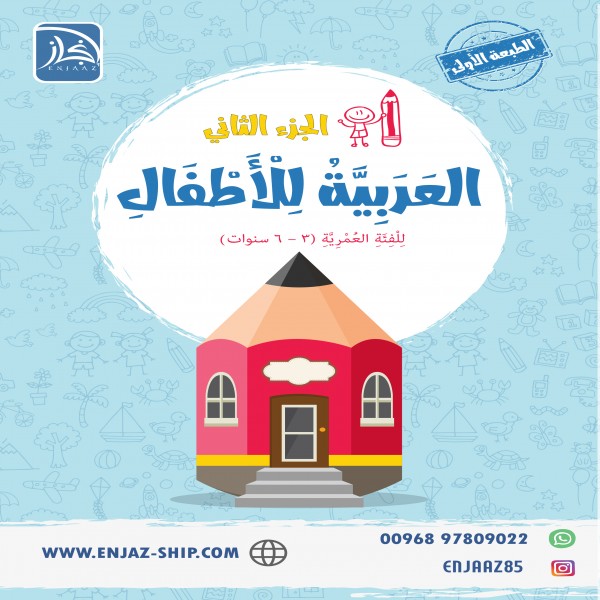 إنجاز
ENJAAZ
الطبعة الأولى
الجزء الثاني
العَرَبِيَّةُ لِلْأَطْفَالِ
لِلْفِئَةِ العُمْرِيَّةِ (٣ - ٦ سنوات)
WWW.ENJAZ-SHIP.COM
00968 97809022
ENJAAZ85